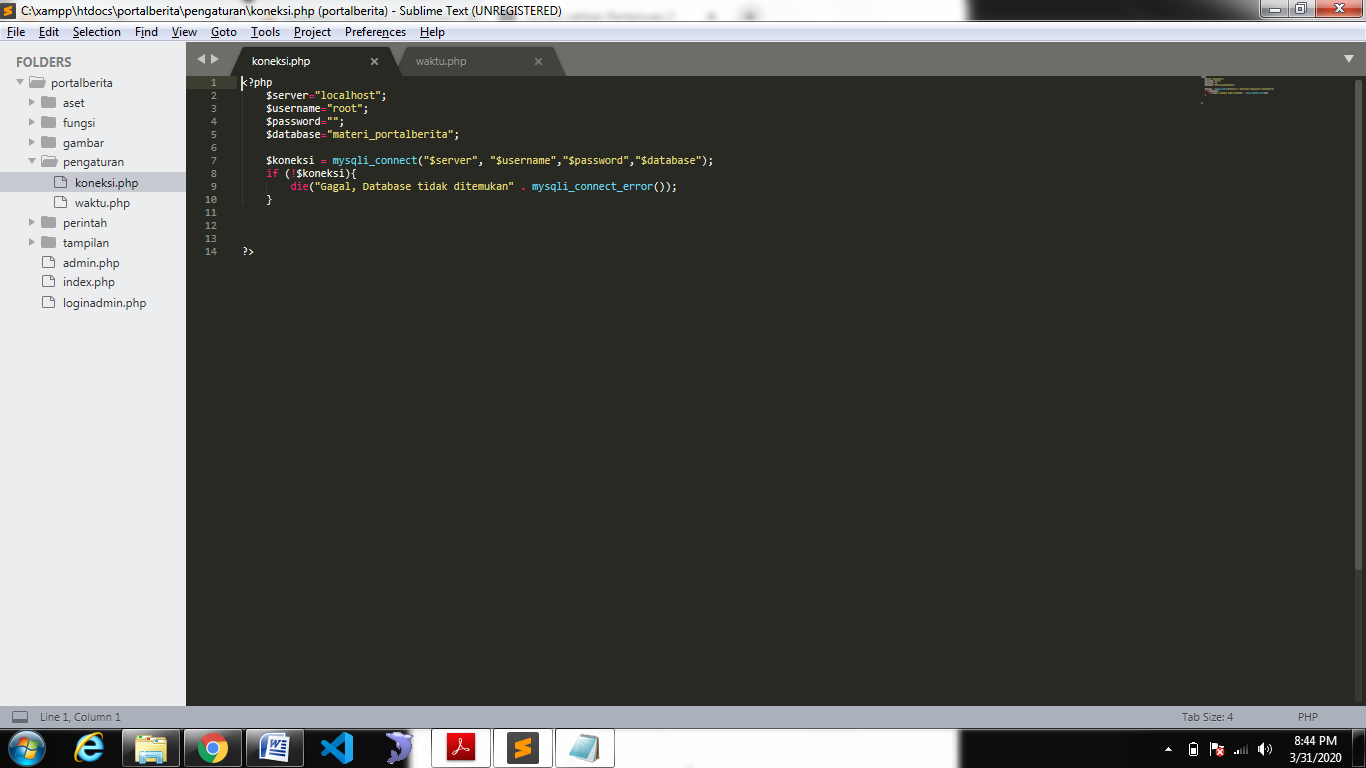 C:\xampp\htdocs\portalberita\pengaturan\koneksi.php (portalberita) - Sublime Text (UNREGISTERED)
File Edit Selection Find View Goto Tools Project Preferences Help
FOLDERS
portalberita
aset
fungsi
gambar
pengaturan
koneksi.php
waktu.php
perintah
tampilan
admin.php
index.php
loginadmin.php
koneksi.php waktu.php
1 <?php
2 $server="localhost";
3 $username="root";
4 $password="";
5 $database="materi_portalberita";
6
7 $koneksi = mysqli_connect("$server", "$username","$password","$database");
8 if (!$koneksi){
9 die("Gagal, Database tidak ditemukan" . mysqli_connect_error());
10 }
11
12
13
14 ?>
Line 1, Column 1 Tab Size: 4 PHP
8:44 PM
3/31/2020